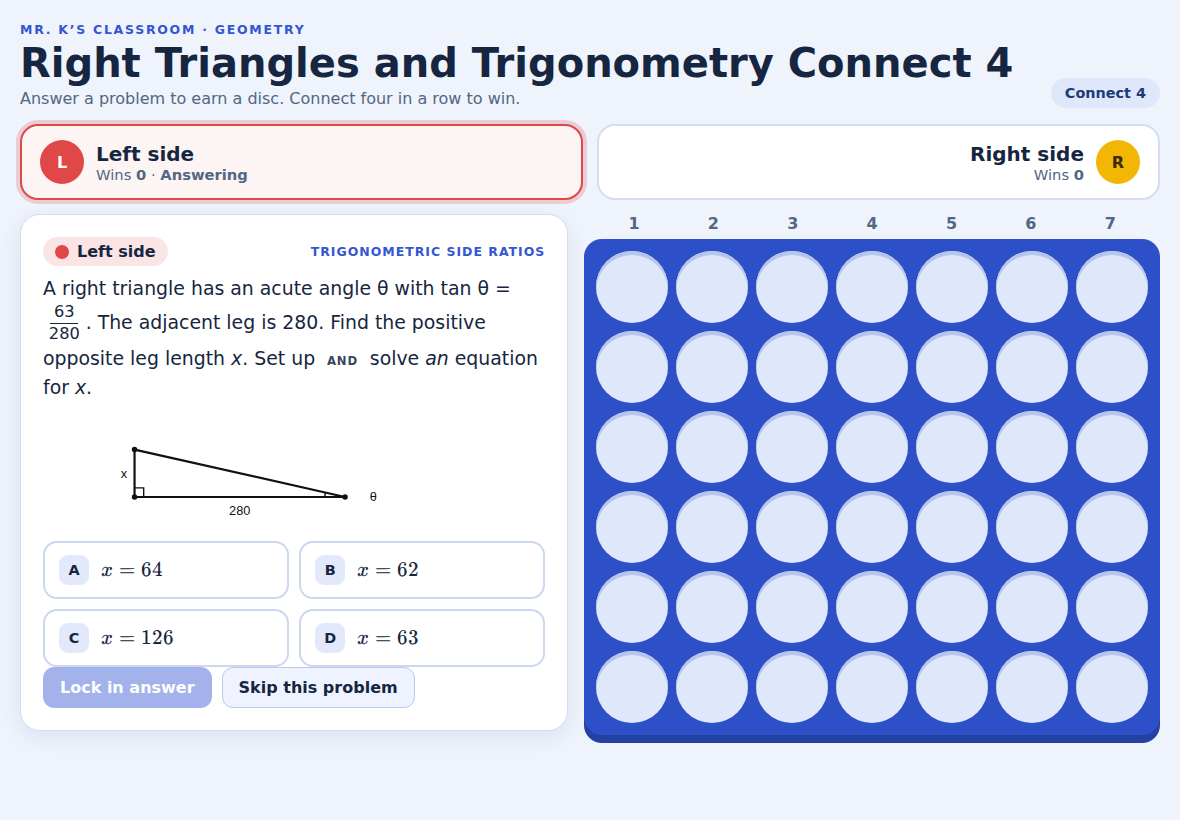 MR. K’S CLASSROOM · GEOMETRY
Right Triangles and Trigonometry Connect 4
Answer a problem to earn a disc. Connect four in a row to win.
Connect 4
L
Left side
Wins 0 · Answering
Right side
Wins 0
R
Left side
TRIGONOMETRIC SIDE RATIOS
A right triangle has an acute angle θ with tan θ =
63/280 . The adjacent leg is 280. Find the positive
opposite leg length x. Set up AND solve an equation
for x.
x
280
θ
A x = 64
B x = 62
C x = 126
D x = 63
Lock in answer
Skip this problem
1 2 3 4 5 6 7